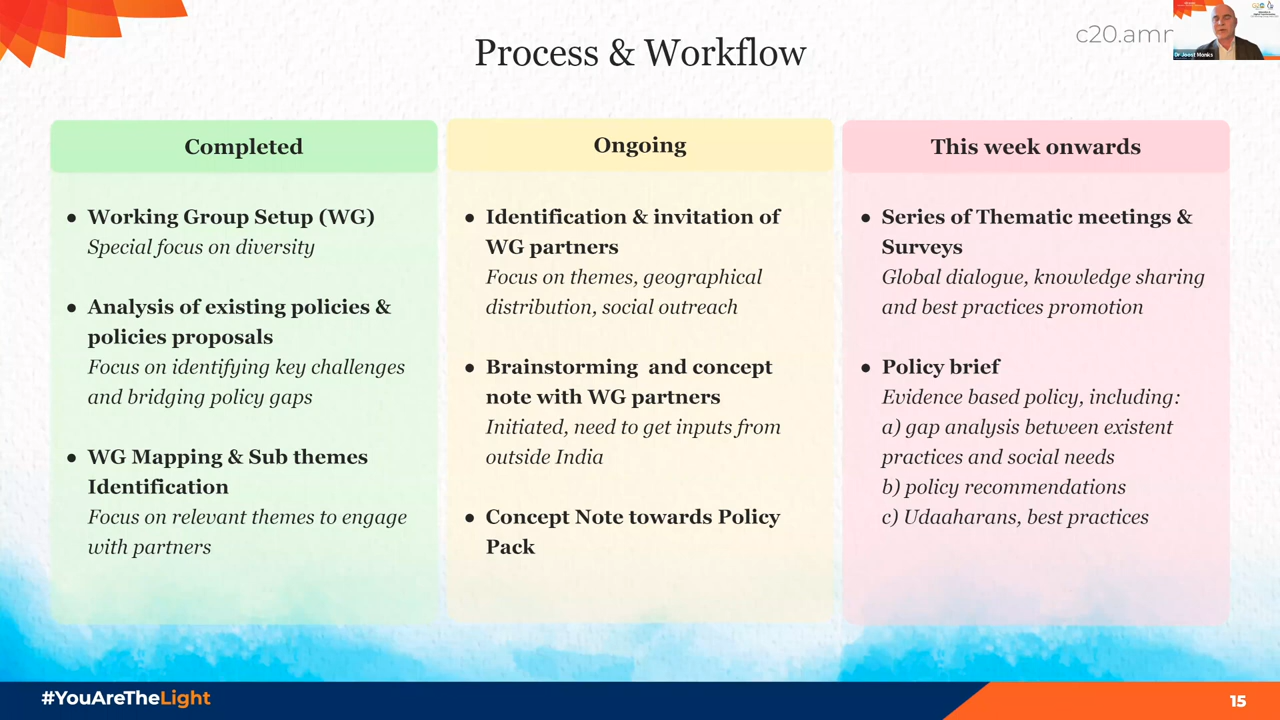 Process & Workflow
c20.amr
Dr Joost Monks
Completed
● Working Group Setup (WG)
Special focus on diversity
● Analysis of existing policies &
policies proposals
Focus on identifying key challenges
and bridging policy gaps
● WG Mapping & Sub themes
Identification
Focus on relevant themes to engage
with partners
Ongoing
● Identification & invitation of
WG partners
Focus on themes, geographical
distribution, social outreach
● Brainstorming and concept
note with WG partners
Initiated, need to get inputs from
outside India
● Concept Note towards Policy
Pack
This week onwards
● Series of Thematic meetings &
Surveys
Global dialogue, knowledge sharing
and best practices promotion
● Policy brief
Evidence based policy, including:
a) gap analysis between existent
practices and social needs
b) policy recommendations
c) Udaaharans, best practices
#YouAreTheLight
15